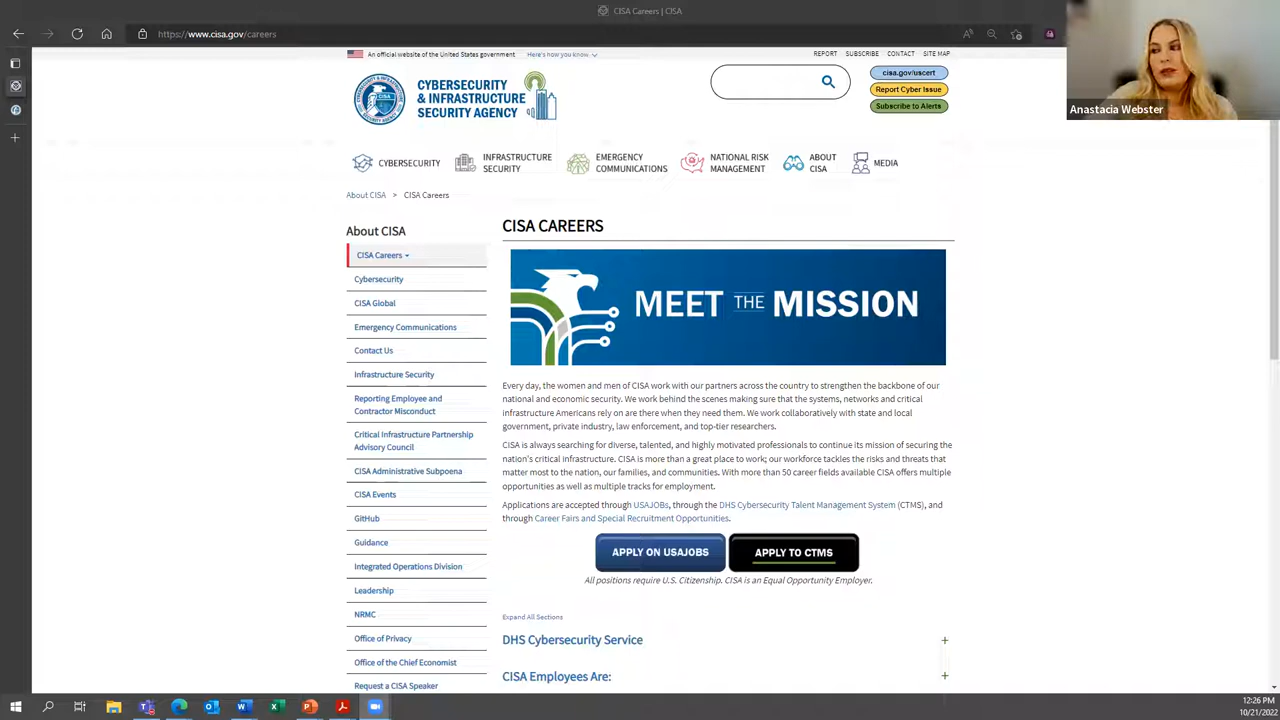 CISA Careers | CISA
https://www.cisa.gov/careers
Anastacia Webster
An official website of the United States government Here's how you know
REPORT SUBSCRIBE CONTACT SITE MAP
CYBERSECURITY
& INFRASTRUCTURE
SECURITY AGENCY
CISA
cisa.gov/uscert
Report Cyber Issue
Subscribe to Alerts
CYBERSECURITY
INFRASTRUCTURE
SECURITY
EMERGENCY
COMMUNICATIONS
NATIONAL RISK
MANAGEMENT
ABOUT
CISA
MEDIA
About CISA > CISA Careers
About CISA
CISA Careers
Cybersecurity
CISA Global
Emergency Communications
Contact Us
Infrastructure Security
Reporting Employee and
Contractor Misconduct
Critical Infrastructure Partnership
Advisory Council
CISA Administrative Subpoena
CISA Events
GitHub
Guidance
Integrated Operations Division
Leadership
NRMC
Office of Privacy
Office of the Chief Economist
Request a CISA Speaker
CISA CAREERS
MEET THE MISSION
Every day, the women and men of CISA work with our partners across the country to strengthen the backbone of our
national and economic security. We work behind the scenes making sure that the systems, networks and critical
infrastructure Americans rely on are there when they need them. We work collaboratively with state and local
government, private industry, law enforcement, and top-tier researchers.
CISA is always searching for diverse, talented, and highly motivated professionals to continue its mission of securing the
nation's critical infrastructure. CISA is more than a great place to work; our workforce tackles the risks and threats that
matter most to the nation, our families, and communities. With more than 50 career fields available CISA offers multiple
opportunities as well as multiple tracks for employment.
Applications are accepted through USAJOBs, through the DHS Cybersecurity Talent Management System (CTMS), and
through Career Fairs and Special Recruitment Opportunities.
APPLY ON USAJOBS
APPLY TO CTMS
All positions require U.S. Citizenship. CISA is an Equal Opportunity Employer.
Expand All Sections
DHS Cybersecurity Service +
CISA Employees Are: +
12:26 PM
10/21/2022